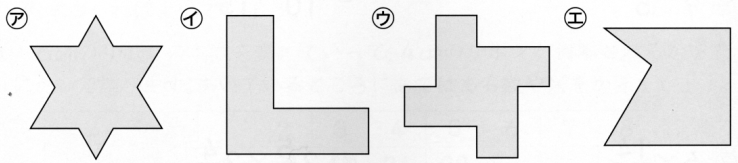 ㋐ ㋑ ㋒ ㋓